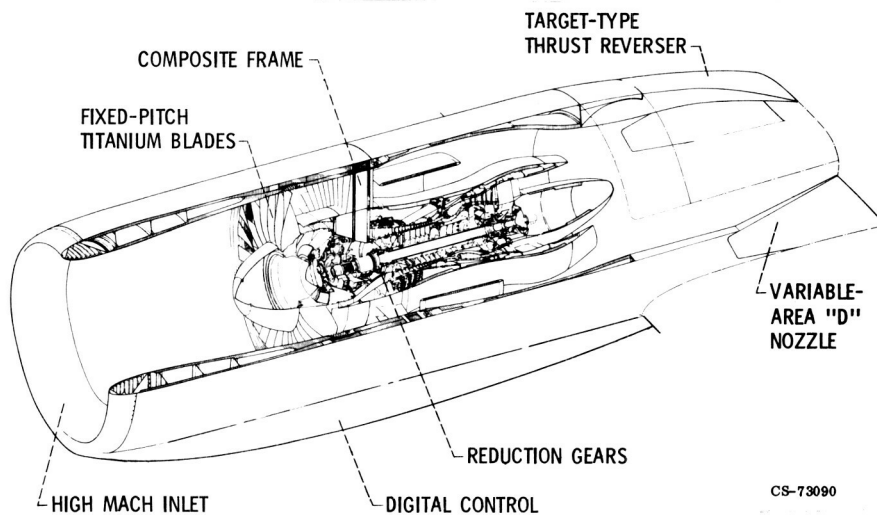 TARGET-TYPE
THRUST REVERSER
COMPOSITE FRAME
FIXED-PITCH
TITANIUM BLADES
VARIABLE-
AREA "D"
NOZZLE
REDUCTION GEARS
HIGH MACH INLET
DIGITAL CONTROL
CS-73090